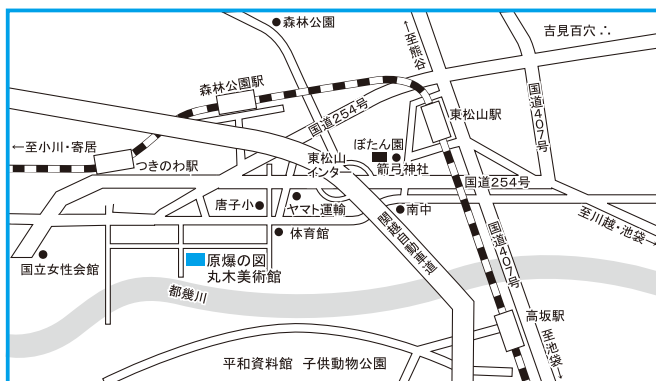 森林公園
←至熊谷
吉見百穴
森林公園駅
国道254号
国道407号
東松山駅
ぼたん園
箭弓神社
←至小川・寄居
つきのわ駅
東松山
インター
国道254号
唐子小
ヤマト運輸
南中
至川越・池袋→
体育館
関越自動車道
国道407号
国立女性会館
原爆の図
丸木美術館
都幾川
高坂駅
至池袋→
平和資料館 子供動物公園